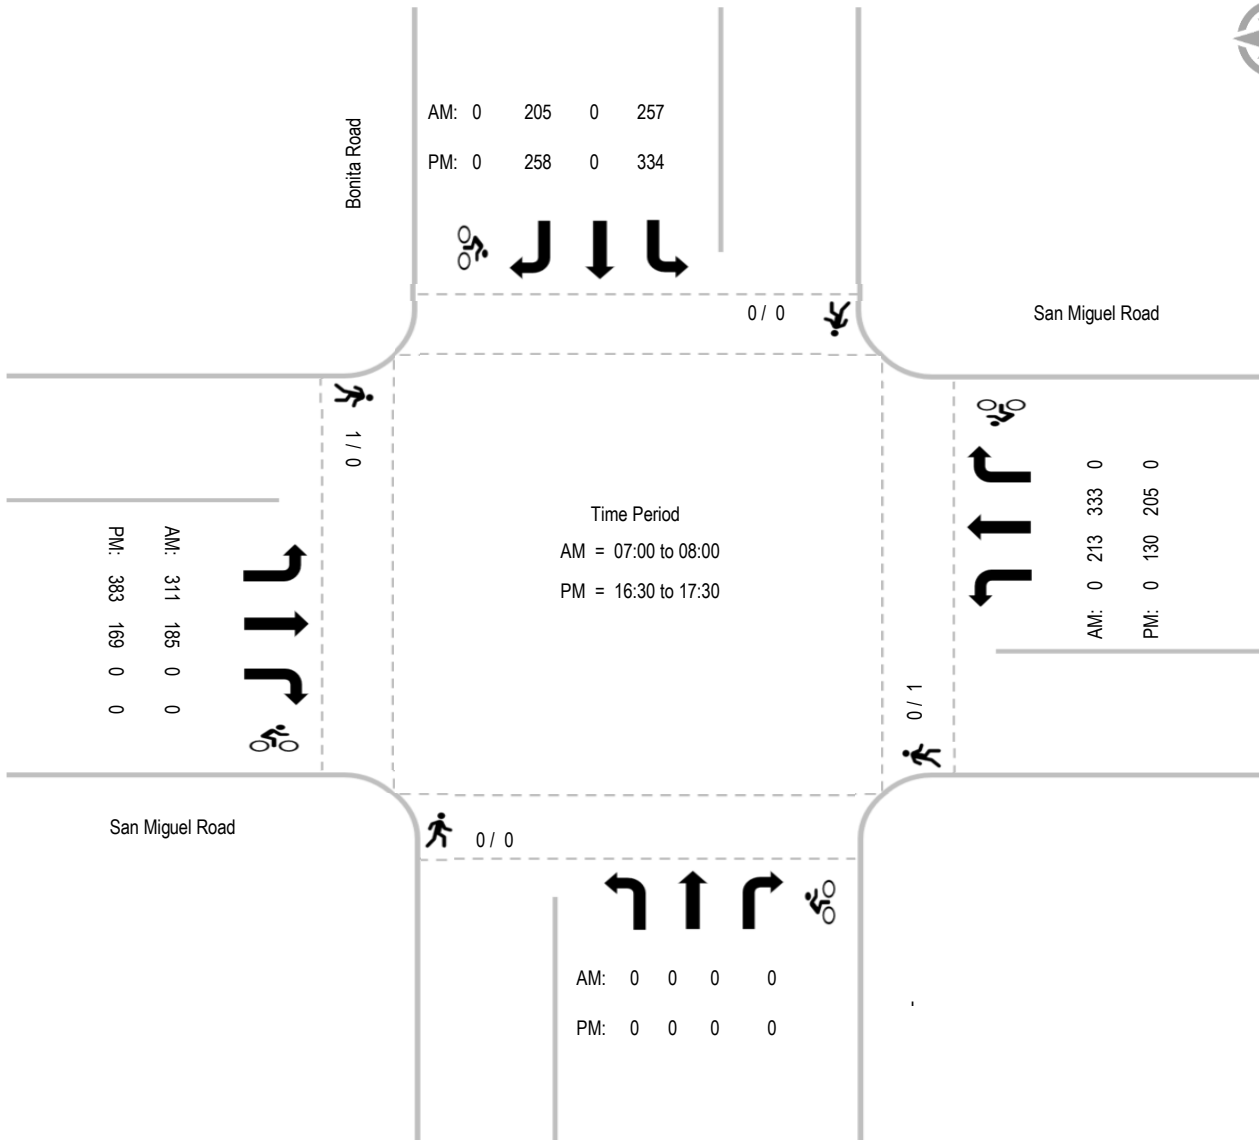 AM: 0 205 0 257
PM: 0 258 0 334
Bonita Road
0 / 0
San Miguel Road
1 / 0
AM: 0 213 333 0
PM: 0 130 205 0
Time Period
AM = 07:00 to 08:00
PM = 16:30 to 17:30
AM: 311 185 0 0
PM: 383 169 0 0
0 / 1
San Miguel Road
0 / 0
AM: 0 0 0 0
PM: 0 0 0 0
-